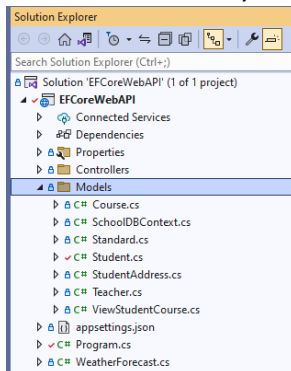 Solution Explorer
Search Solution Explorer (Ctrl+;)
Solution 'EFCoreWebAPI' (1 of 1 project)
EFCoreWebAPI
Connected Services
Dependencies
Properties
Controllers
Models
C# Course.cs
C# SchoolDBContext.cs
C# Standard.cs
C# Student.cs
C# StudentAddress.cs
C# Teacher.cs
C# ViewStudentCourse.cs
appsettings.json
C# Program.cs
C# WeatherForecast.cs